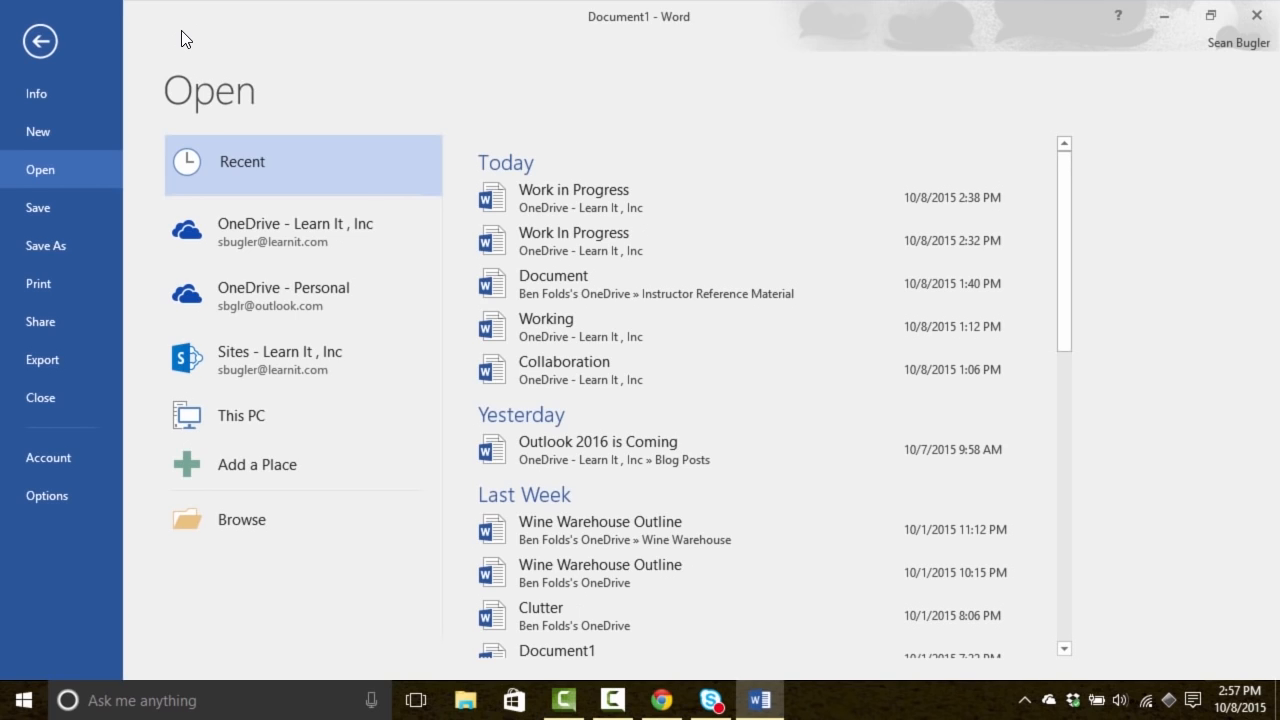 Document1 - Word
?
Sean Bugler
Info
New
Open
Save
Save As
Print
Share
Export
Close
Account
Options
Open
Recent
OneDrive - Learn It , Inc
sbugler@learnit.com
OneDrive - Personal
sbglr@outlook.com
Sites - Learn It , Inc
sbugler@learnit.com
This PC
Add a Place
Browse
Today
Work in Progress
OneDrive - Learn It , Inc
10/8/2015 2:38 PM
Work In Progress
OneDrive - Learn It , Inc
10/8/2015 2:32 PM
Document
Ben Folds's OneDrive » Instructor Reference Material
10/8/2015 1:40 PM
Working
OneDrive - Learn It , Inc
10/8/2015 1:12 PM
Collaboration
OneDrive - Learn It , Inc
10/8/2015 1:06 PM
Yesterday
Outlook 2016 is Coming
OneDrive - Learn It , Inc » Blog Posts
10/7/2015 9:58 AM
Last Week
Wine Warehouse Outline
Ben Folds's OneDrive » Wine Warehouse
10/1/2015 11:12 PM
Wine Warehouse Outline
Ben Folds's OneDrive
10/1/2015 10:15 PM
Clutter
Ben Folds's OneDrive
10/1/2015 8:06 PM
Document1
Ask me anything
2:57 PM
10/8/2015